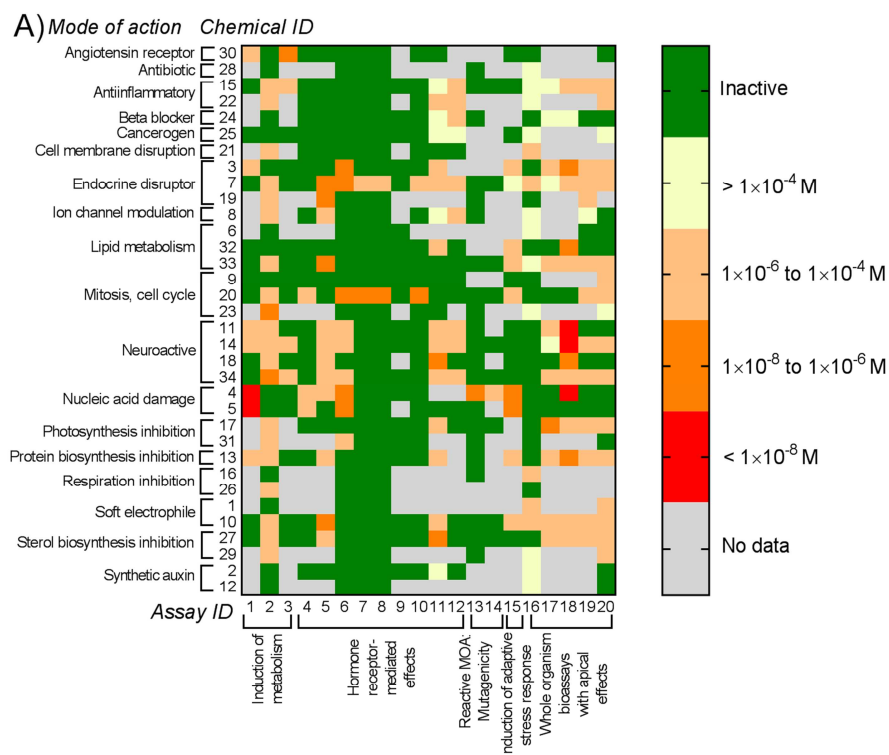 A) Mode of action Chemical ID
Angiotensin receptor 30
Antibiotic 28
Antiinflammatory 15
22
Beta blocker 24
Cancerogen 25
Cell membrane disruption 21
Endocrine disruptor 3
7
19
Ion channel modulation 8
Lipid metabolism 6
32
33
Mitosis, cell cycle 9
20
23
Neuroactive 11
14
18
34
Nucleic acid damage 4
5
Photosynthesis inhibition 17
31
Protein biosynthesis inhibition 13
Respiration inhibition 16
26
Soft electrophile 1
10
Sterol biosynthesis inhibition 27
29
Synthetic auxin 2
12
Assay ID 1 2 3 4 5 6 7 8 9 10 11 12 13 14 15 16 17 18 19 20
Induction of
metabolism
Hormone
receptor-
mediated
effects
Reactive MOA:
Mutagenicity
nduction of adaptive
stress response
Whole organism
bioassays
with apical
effects
Inactive
> 1×10⁻⁴ M
1×10⁻⁶ to 1×10⁻⁴ M
1×10⁻⁸ to 1×10⁻⁶ M
< 1×10⁻⁸ M
No data